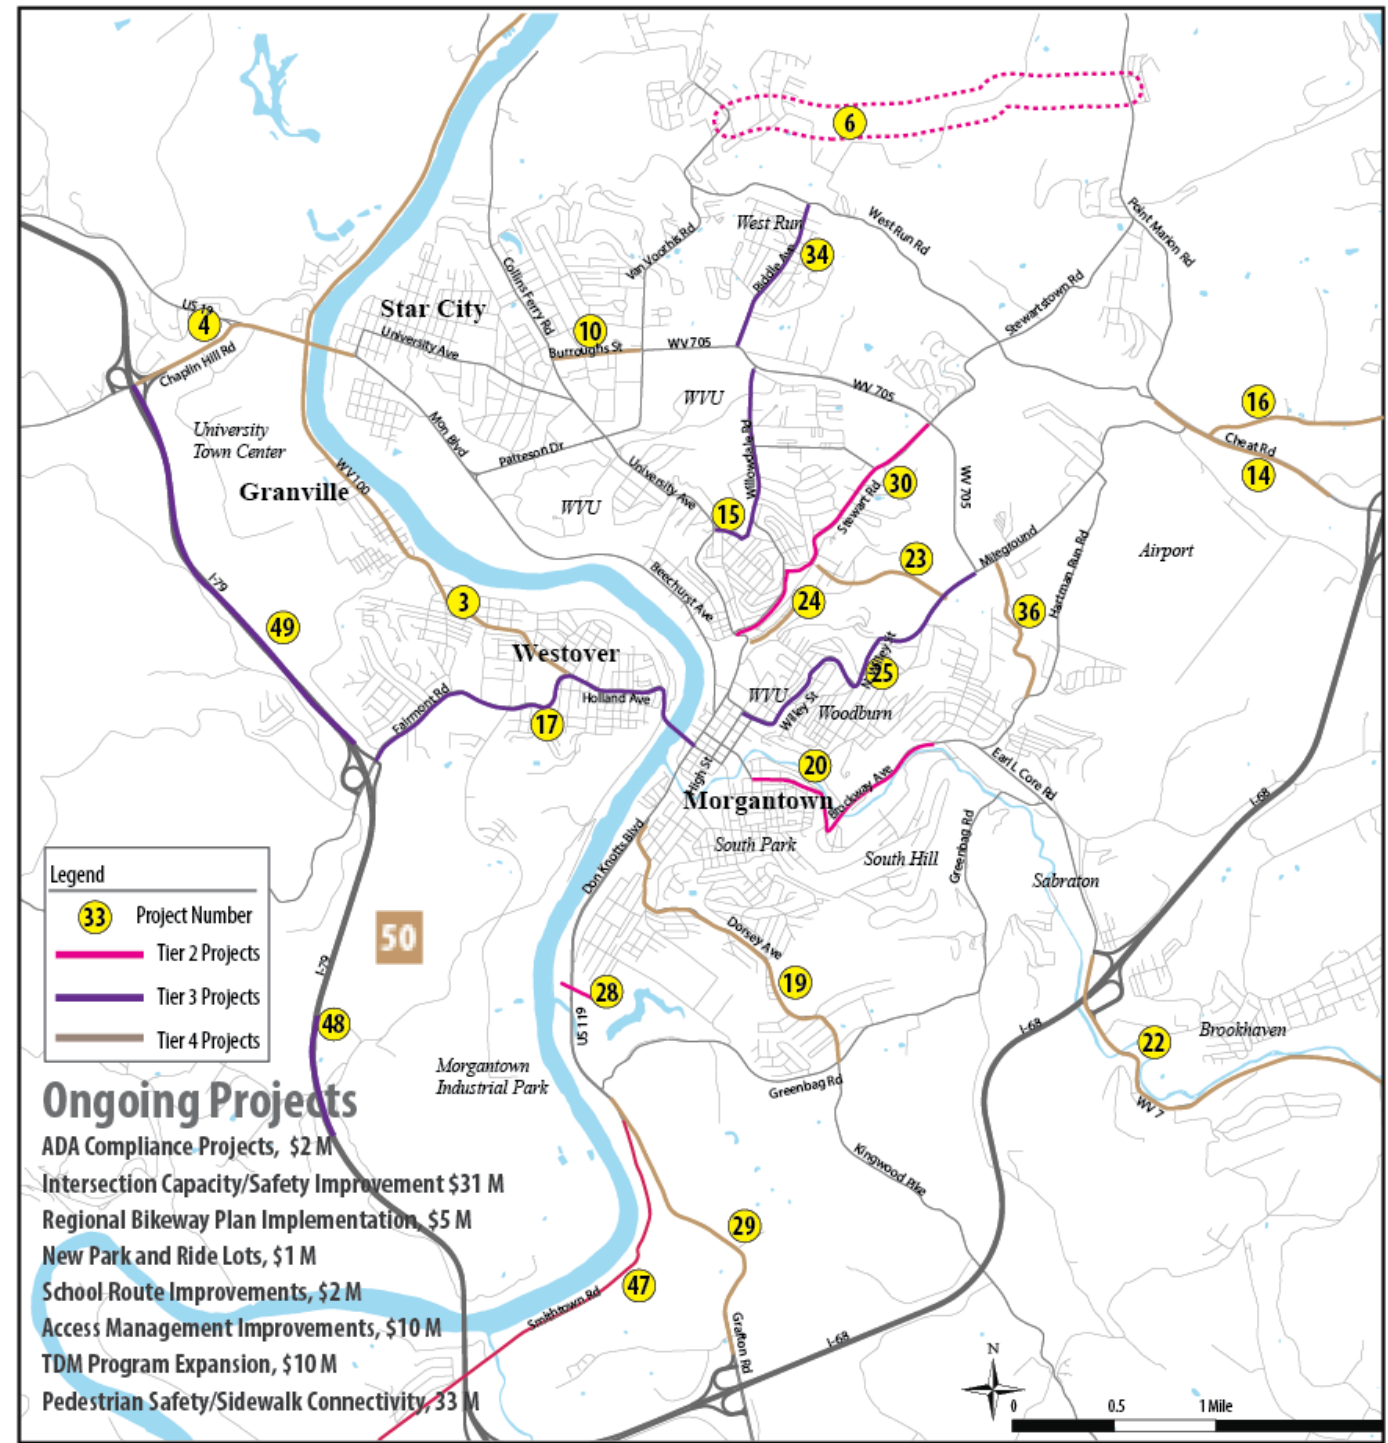 6
West Run
West Run Rd
Point Marion Rd
Van Voorhis Rd
34
Riddle Ave
Collins Ferry Rd
Stewartstown Rd
US 19
4
Star City
10
University Ave
Burroughs St
WV 705
Chaplin Hill Rd
WVU
WV 705
16
University
Town Center
Mon Blvd
Patteson Dr
Willowdale Rd
Cheat Rd
14
Granville
WV 100
WVU
University Ave
15
Stewart Rd
30
WV 705
Mileground
Airport
I-79
49
3
Beechurst Ave
23
24
36
Hartman Run Rd
Westover
Fairmont Rd
Holland Ave
17
WVU
Willey St
N Willey St
25
Woodburn
High St
20
Earl L Core Rd
Morgantown
Brockway Ave
I-68
South Park
South Hill
Greenbag Rd
Sabraton
Don Knotts Blvd
Legend
33 Project Number
Tier 2 Projects
Tier 3 Projects
Tier 4 Projects
50
I-79
48
Dorsey Ave
19
28
US 119
I-68
22
Brookhaven
Morgantown
Industrial Park
Greenbag Rd
WV 7
Kingwood Pike
Ongoing Projects
ADA Compliance Projects, $2 M
Intersection Capacity/Safety Improvement $31 M
Regional Bikeway Plan Implementation, $5 M
New Park and Ride Lots, $1 M
School Route Improvements, $2 M
Access Management Improvements, $10 M
TDM Program Expansion, $10 M
Pedestrian Safety/Sidewalk Connectivity, 33 M
29
47
Smithtown Rd
Grafton Rd
I-68
N
0 0.5 1 Mile